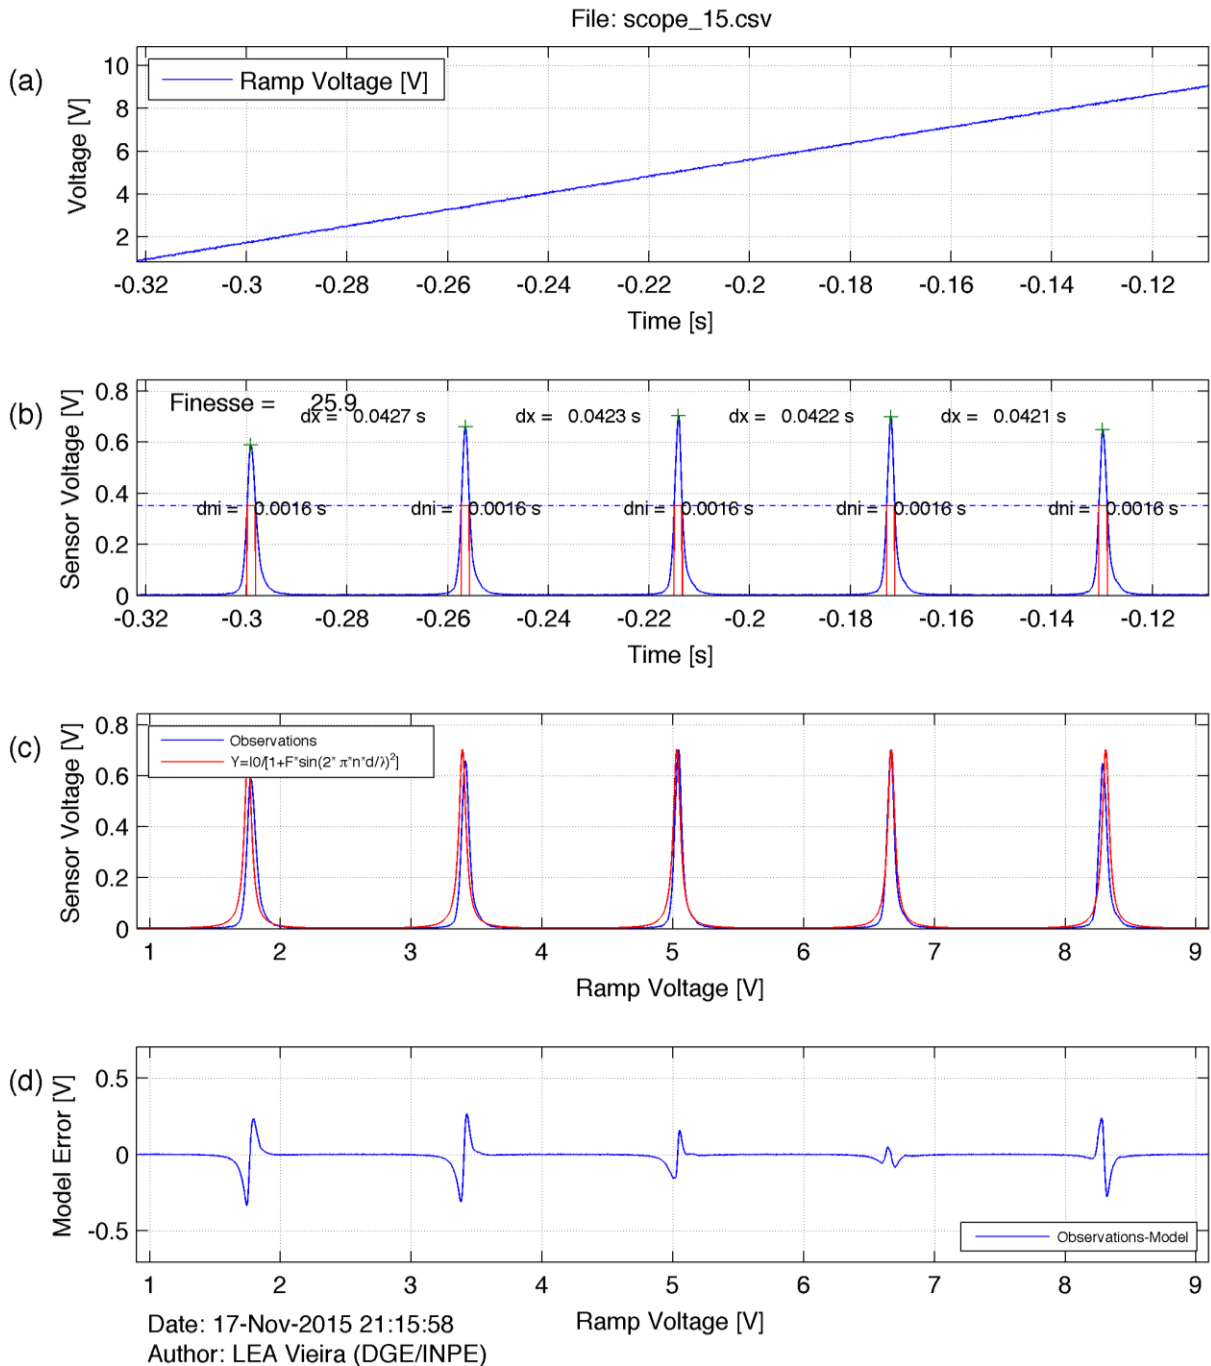 File: scope_15.csv
(a)
Voltage [V]
10
8
6
4
2
Ramp Voltage [V]
-0.32 -0.3 -0.28 -0.26 -0.24 -0.22 -0.2 -0.18 -0.16 -0.14 -0.12
Time [s]
(b)
Sensor Voltage [V]
0.8
0.6
0.4
0.2
0
Finesse = 25.9
dx = 0.0427 s dx = 0.0423 s dx = 0.0422 s dx = 0.0421 s
dni = 0.0016 s dni = 0.0016 s dni = 0.0016 s dni = 0.0016 s dni = 0.0016 s
-0.32 -0.3 -0.28 -0.26 -0.24 -0.22 -0.2 -0.18 -0.16 -0.14 -0.12
Time [s]
(c)
Sensor Voltage [V]
0.8
0.6
0.4
0.2
0
Observations
Y=I0/[1+F*sin(2* π*n*d/λ)²]
1 2 3 4 5 6 7 8 9
Ramp Voltage [V]
(d)
Model Error [V]
0.5
0
-0.5
Observations-Model
1 2 3 4 5 6 7 8 9
Ramp Voltage [V]
Date: 17-Nov-2015 21:15:58
Author: LEA Vieira (DGE/INPE)